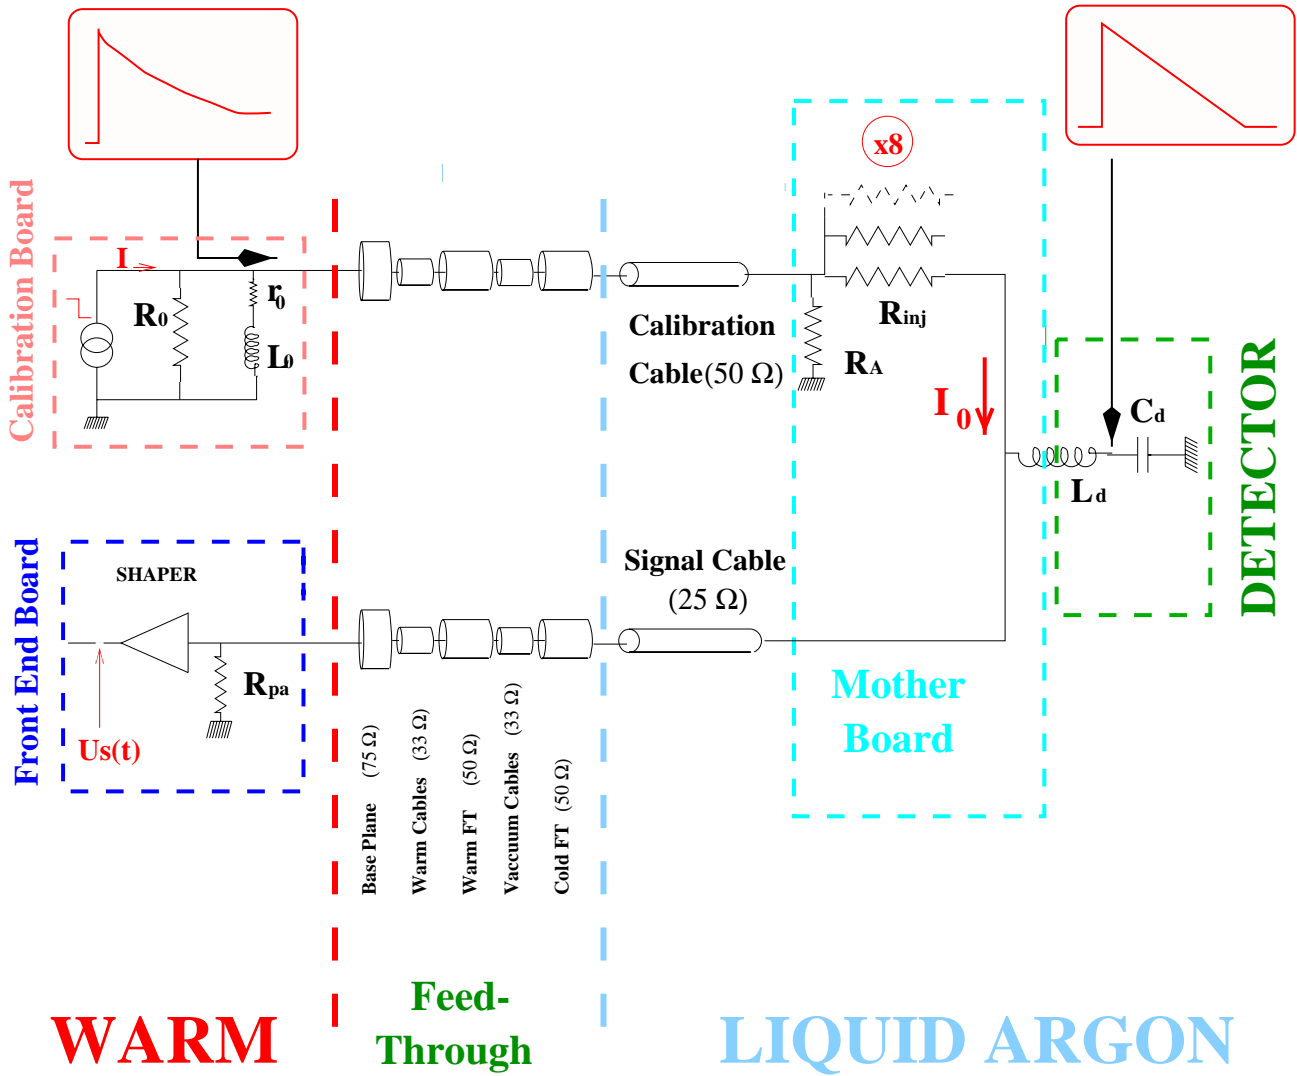 x8
Calibration Board
I
R0
r0
L0
Calibration
Cable(50 Ω)
Rinj
RA
I0
Cd
Ld
DETECTOR
Front End Board
SHAPER
Rpa
Us(t)
Signal Cable
(25 Ω)
Mother
Board
Base Plane (75 Ω)
Warm Cables (33 Ω)
Warm FT (50 Ω)
Vaccuum Cables (33 Ω)
Cold FT (50 Ω)
WARM
Feed-
Through
LIQUID ARGON